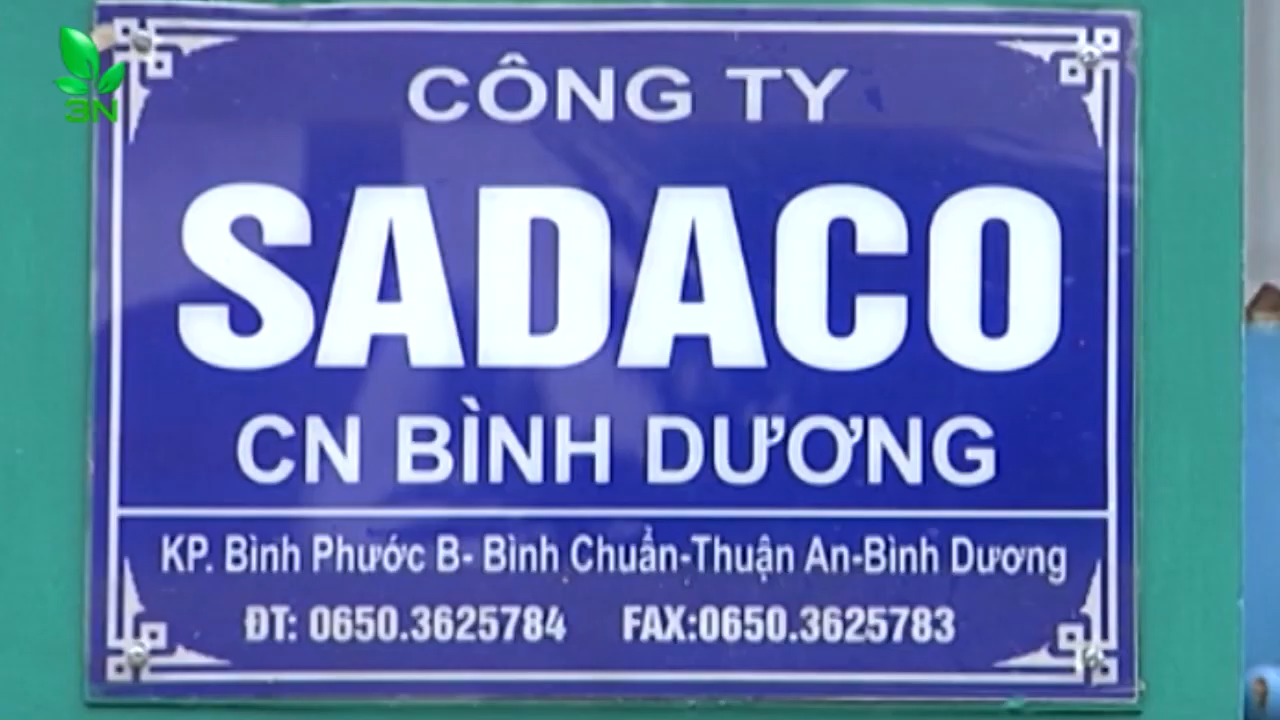 3N
CÔNG TY
SADACO
CN BÌNH DƯƠNG
KP. Bình Phước B- Bình Chuẩn-Thuận An-Bình Dương
ĐT: 0650.3625784 FAX:0650.3625783